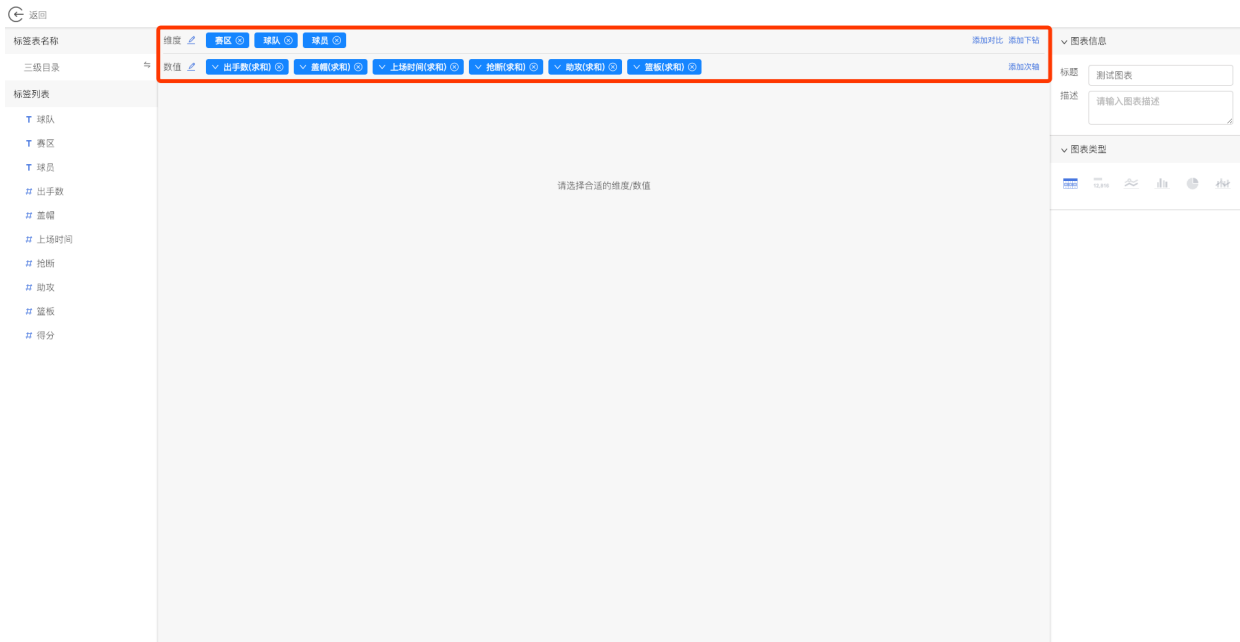 返回
标签表名称
三级目录
标签列表
T 球队
T 赛区
T 球员
# 出手数
# 盖帽
# 上场时间
# 抢断
# 助攻
# 篮板
# 得分
维度 赛区 球队 球员 添加对比 添加下钻
数值 出手数(求和) 盖帽(求和) 上场时间(求和) 抢断(求和) 助攻(求和) 篮板(求和) 添加次轴
请选择合适的维度/数值
图表信息
标题 测试图表
描述 请输入图表描述
图表类型